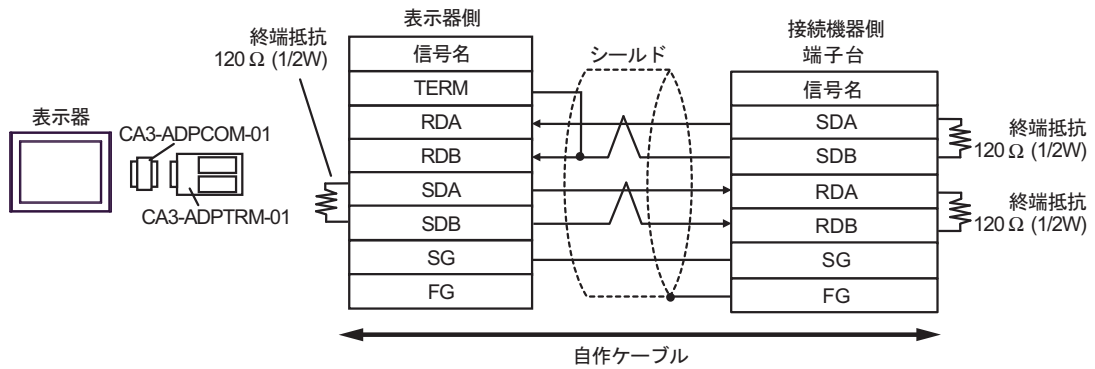 表示器
CA3-ADPCOM-01
CA3-ADPTRM-01
終端抵抗
120 Ω (1/2W)
表示器側
信号名
TERM
RDA
RDB
SDA
SDB
SG
FG
シールド
接続機器側
端子台
信号名
SDA
SDB
RDA
RDB
SG
FG
終端抵抗
120 Ω (1/2W)
終端抵抗
120 Ω (1/2W)
自作ケーブル